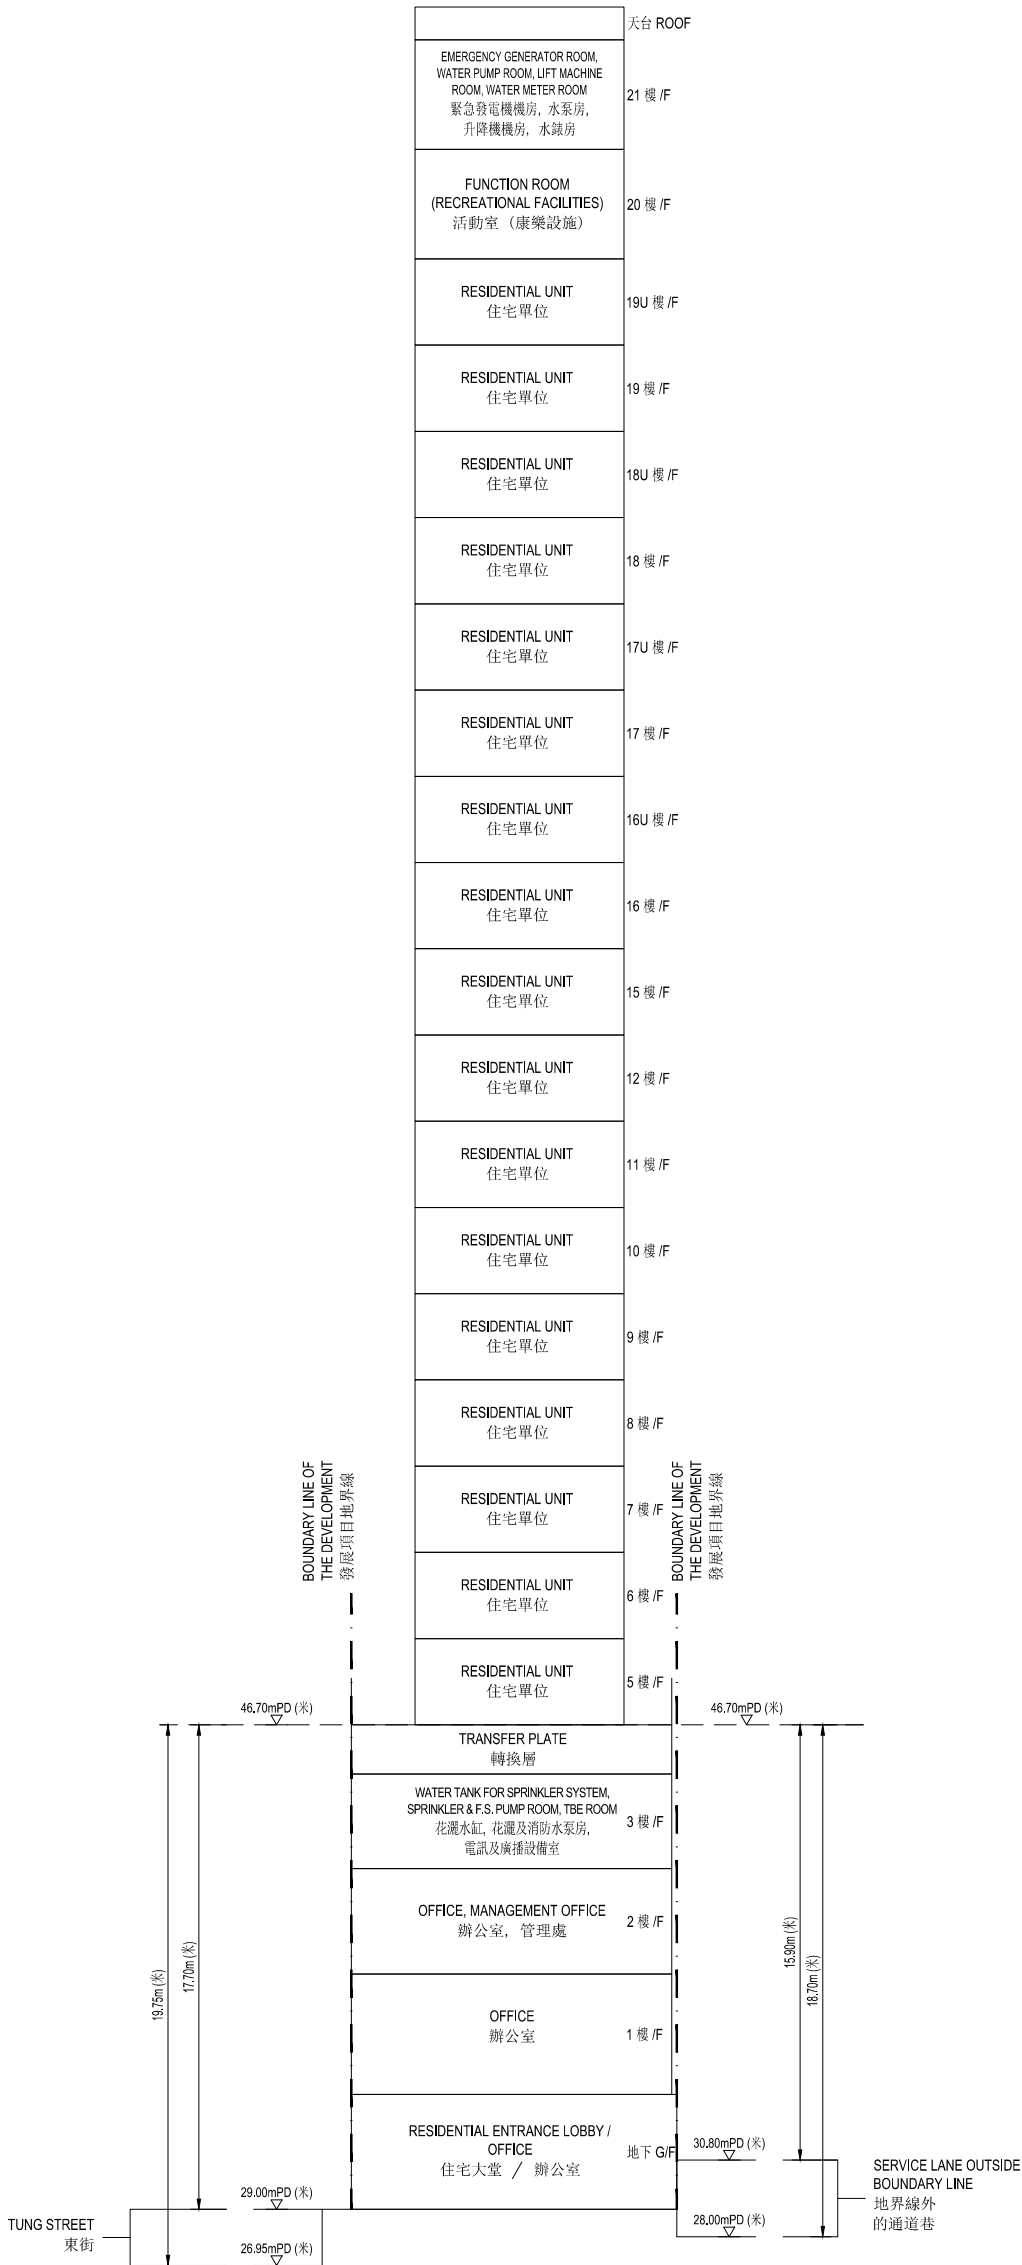 天台 ROOF
EMERGENCY GENERATOR ROOM,
WATER PUMP ROOM, LIFT MACHINE
ROOM, WATER METER ROOM
緊急發電機機房, 水泵房,
升降機機房, 水錶房
21 樓 /F
FUNCTION ROOM
(RECREATIONAL FACILITIES)
活動室 (康樂設施)
20 樓 /F
RESIDENTIAL UNIT
住宅單位
19U 樓 /F
RESIDENTIAL UNIT
住宅單位
19 樓 /F
RESIDENTIAL UNIT
住宅單位
18U 樓 /F
RESIDENTIAL UNIT
住宅單位
18 樓 /F
RESIDENTIAL UNIT
住宅單位
17U 樓 /F
RESIDENTIAL UNIT
住宅單位
17 樓 /F
RESIDENTIAL UNIT
住宅單位
16U 樓 /F
RESIDENTIAL UNIT
住宅單位
16 樓 /F
RESIDENTIAL UNIT
住宅單位
15 樓 /F
RESIDENTIAL UNIT
住宅單位
12 樓 /F
RESIDENTIAL UNIT
住宅單位
11 樓 /F
RESIDENTIAL UNIT
住宅單位
10 樓 /F
RESIDENTIAL UNIT
住宅單位
9 樓 /F
RESIDENTIAL UNIT
住宅單位
8 樓 /F
RESIDENTIAL UNIT
住宅單位
7 樓 /F
BOUNDARY LINE OF
THE DEVELOPMENT
發展項目地界線
BOUNDARY LINE OF
THE DEVELOPMENT
發展項目地界線
RESIDENTIAL UNIT
住宅單位
6 樓 /F
RESIDENTIAL UNIT
住宅單位
5 樓 /F
46.70mPD (米)
46.70mPD (米)
TRANSFER PLATE
轉換層
WATER TANK FOR SPRINKLER SYSTEM,
SPRINKLER & F.S. PUMP ROOM, TBE ROOM
花灑水缸, 花灑及消防水泵房,
電訊及廣播設備室
3 樓 /F
OFFICE, MANAGEMENT OFFICE
辦公室, 管理處
2 樓 /F
19.75m (米)
17.70m (米)
15.90m (米)
18.70m (米)
OFFICE
辦公室
1 樓 /F
RESIDENTIAL ENTRANCE LOBBY /
OFFICE
住宅大堂 / 辦公室
地下 G/F
30.80mPD (米)
SERVICE LANE OUTSIDE
BOUNDARY LINE
地界線外
的通道巷
29.00mPD (米)
28.00mPD (米)
TUNG STREET
東街
26.95mPD (米)